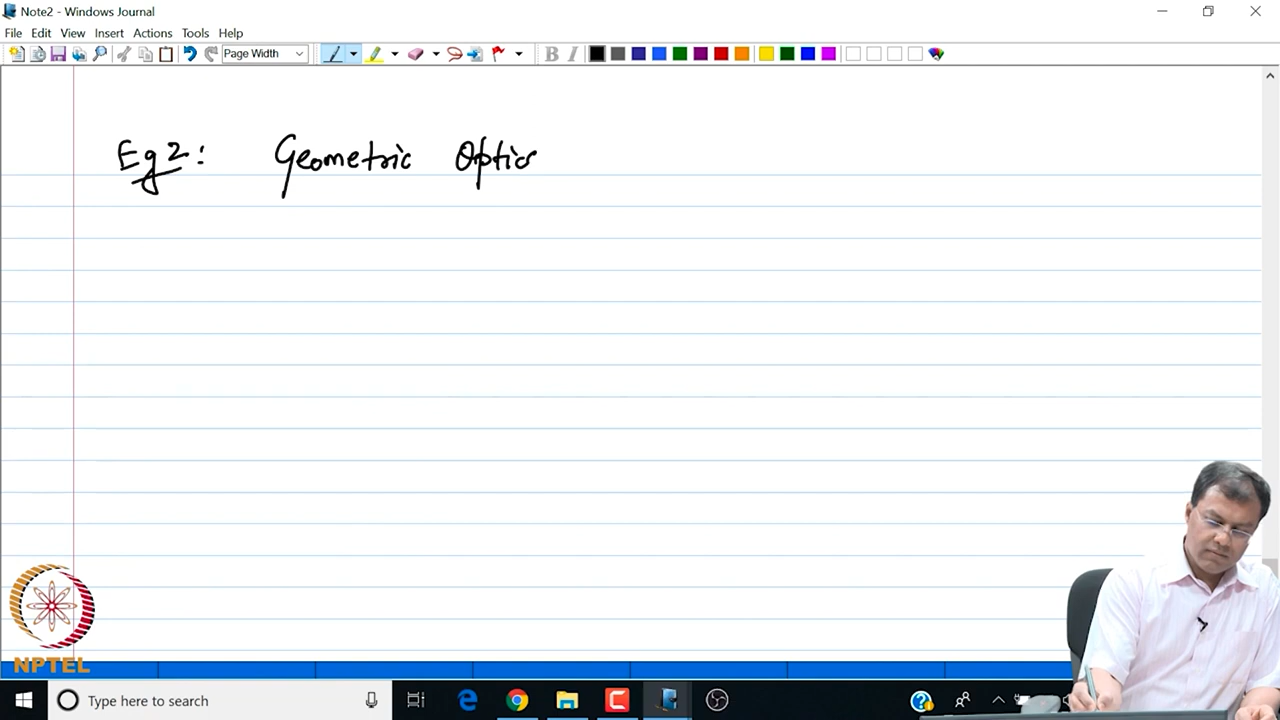 Note2 - Windows Journal
File Edit View Insert Actions Tools Help
Page Width
B I
Eg 2: Geometric Optics
NPTEL
Type here to search